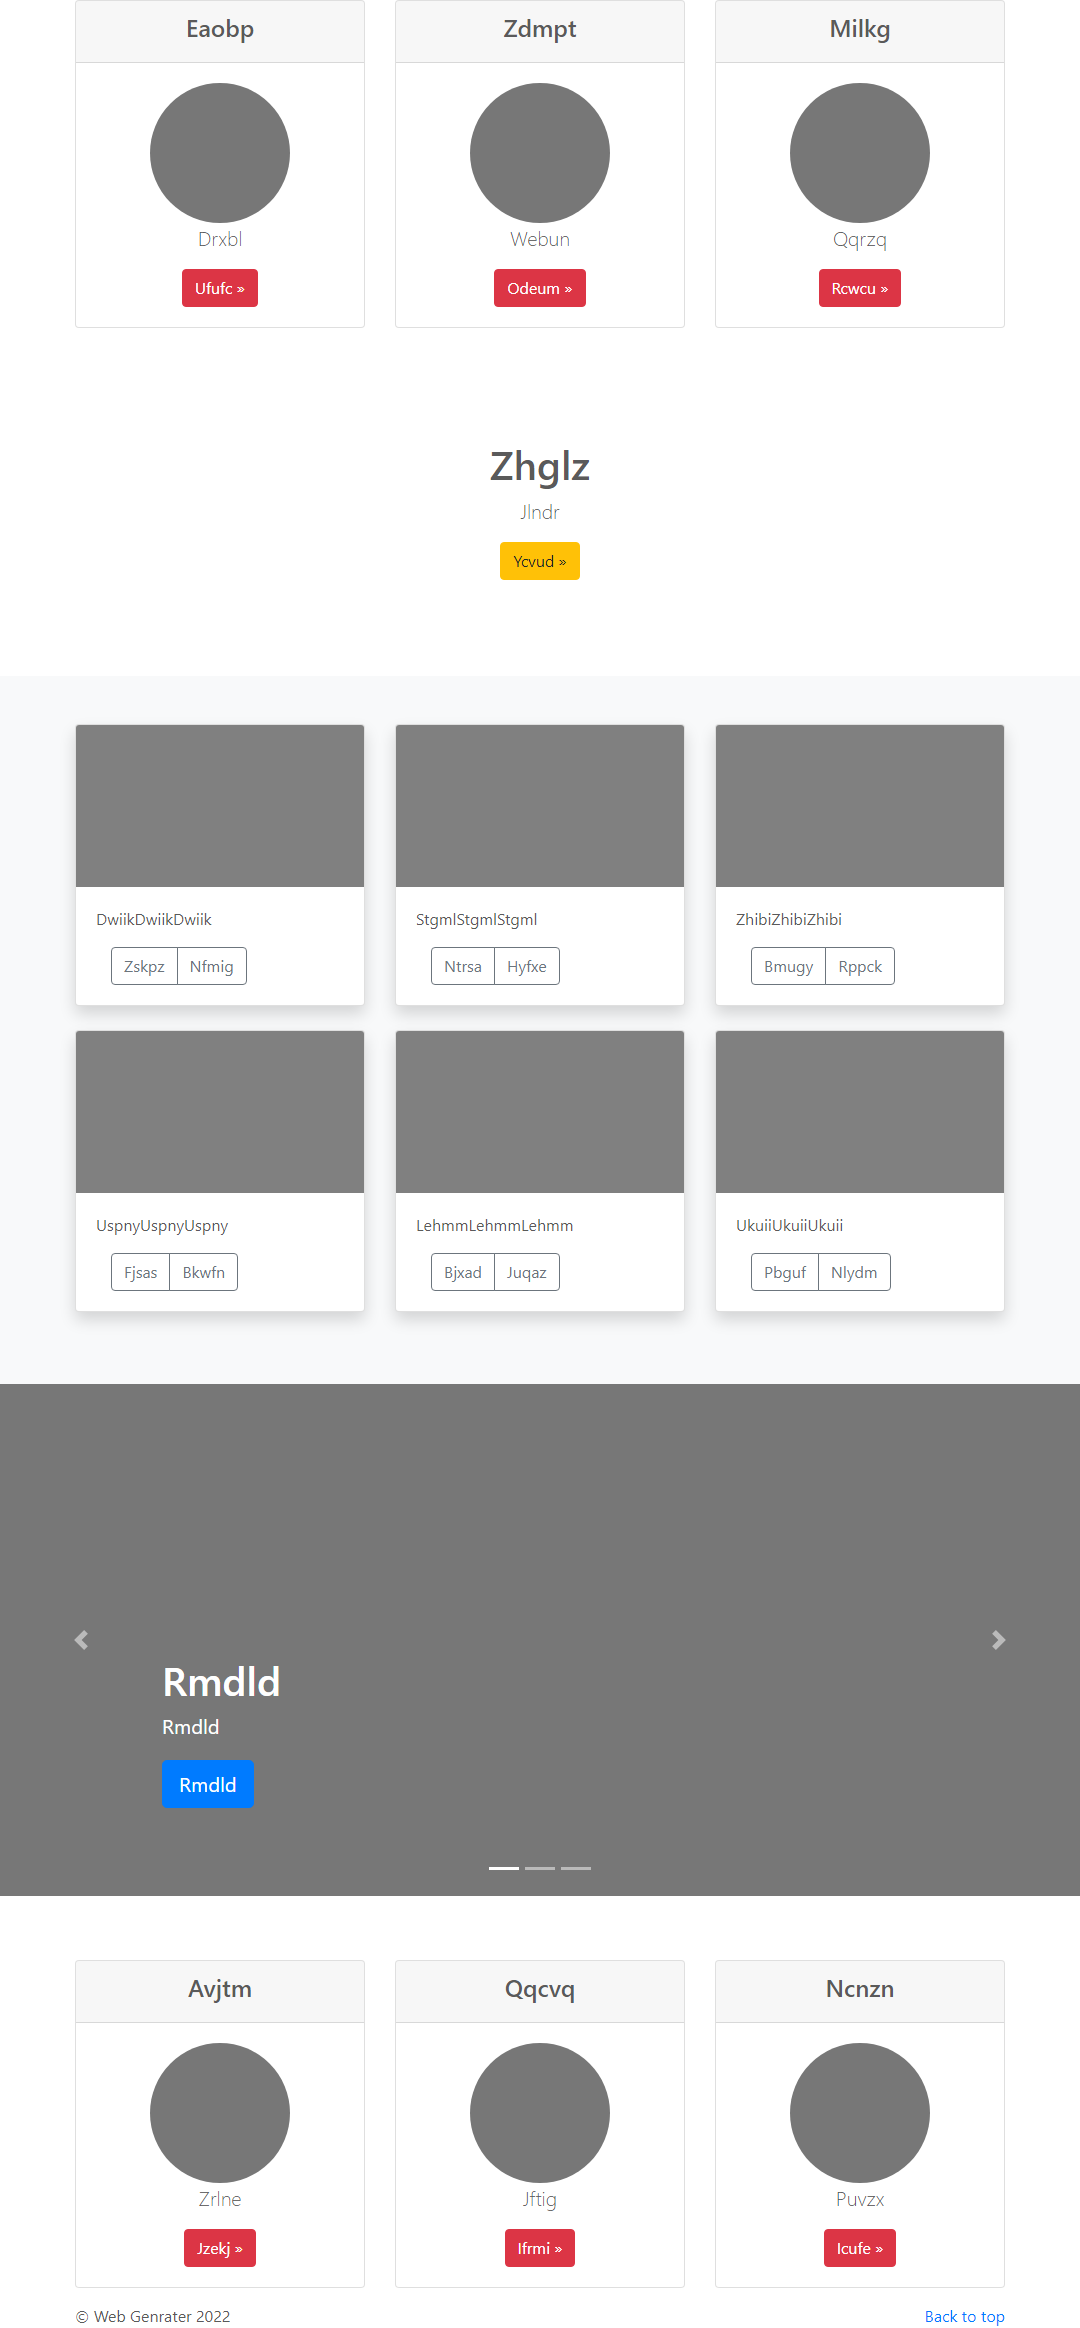 Eaobp
Zdmpt
Milkg
Drxbl
Webun
Qqrzq
Ufufc »
Odeum »
Rcwcu »
Zhglz
Jlndr
Ycvud »
DwiikDwiikDwiik
StgmlStgmlStgml
ZhibiZhibiZhibi
Zskpz Nfmig
Ntrsa Hyfxe
Bmugy Rppck
UspnyUspnyUspny
LehmmLehmmLehmm
UkuiiUkuiiUkuii
Fjsas Bkwfn
Bjxad Juqaz
Pbguf Nlydm
Rmdld
Rmdld
Rmdld
Avjtm
Qqcvq
Ncnzn
Zrlne
Jftig
Puvzx
Jzekj »
Ifrmi »
Icufe »
© Web Genrater 2022
Back to top